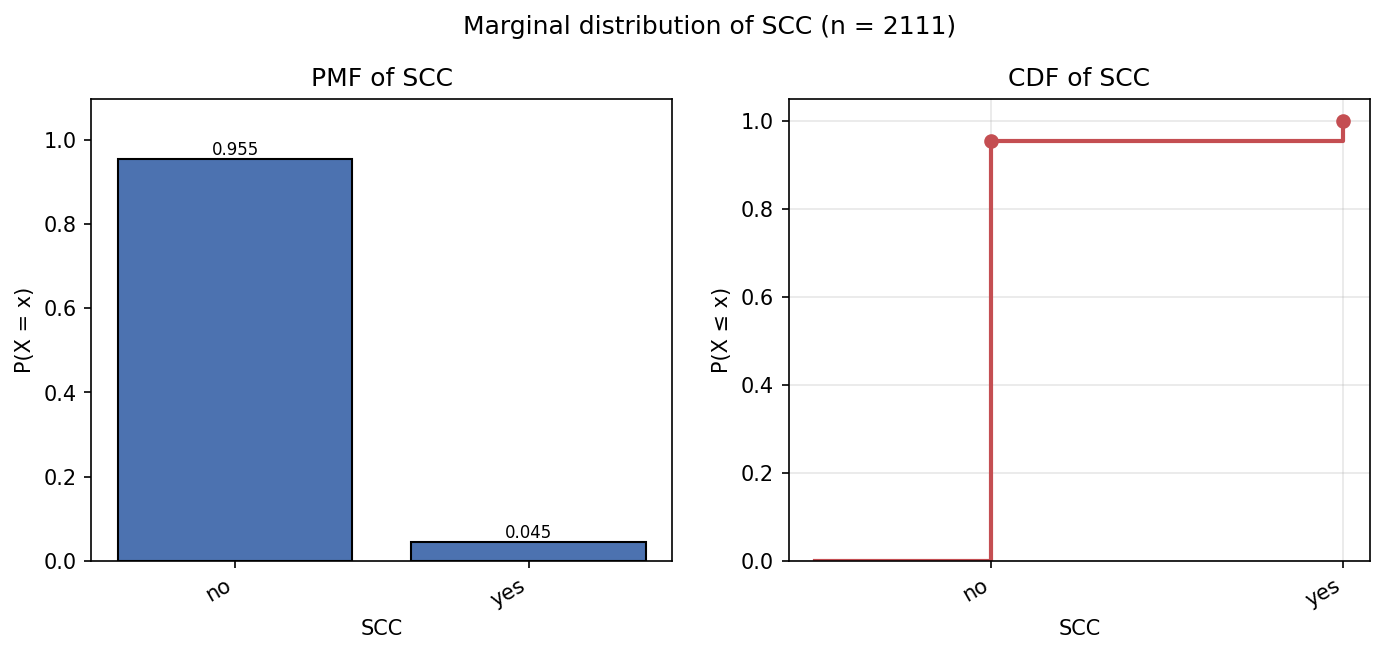 Marginal distribution of SCC (n = 2111)
PMF of SCC
P(X = x)
1.0
0.8
0.6
0.4
0.2
0.0
0.955
0.045
no
yes
SCC
CDF of SCC
P(X ≤ x)
1.0
0.8
0.6
0.4
0.2
0.0
no
yes
SCC